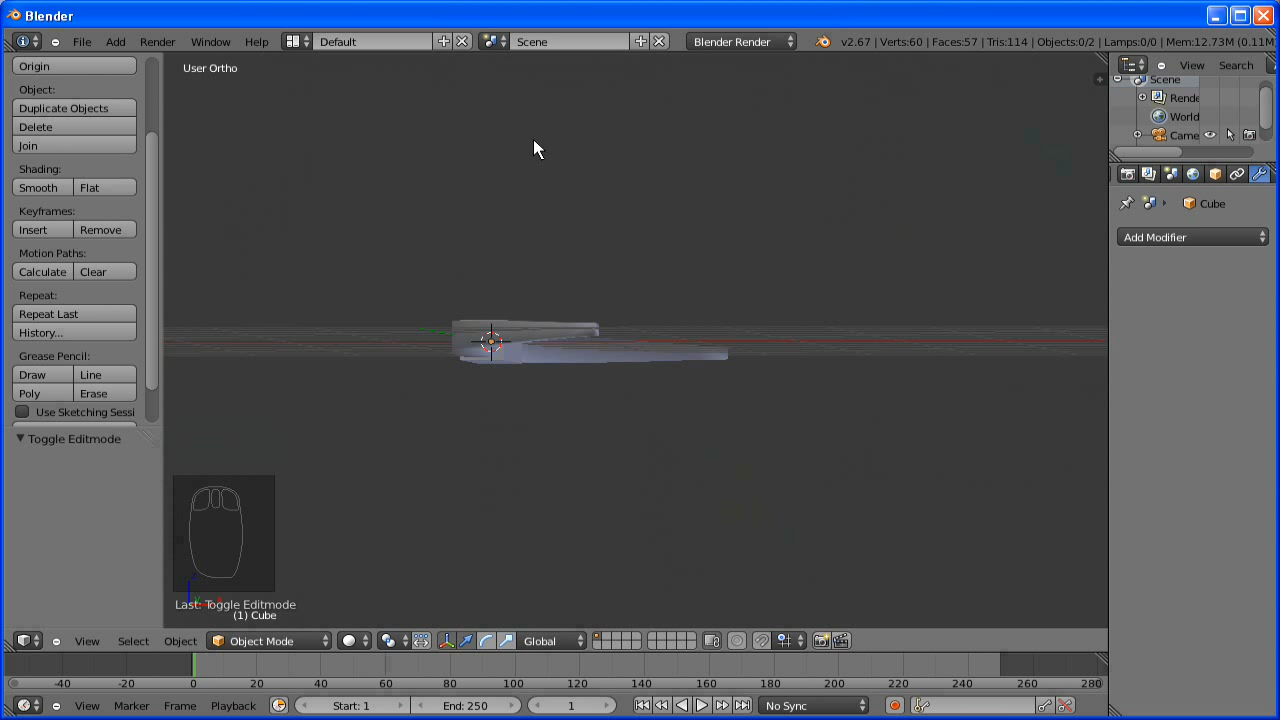 Blender
File Add Render Window Help Default Scene Blender Render v2.67 | Verts:60 | Faces:57 | Tris:114 | Objects:0/2 | Lamps:0/0 | Mem:12.73M (0.11M
Origin
Object:
Duplicate Objects
Delete
Join
Shading:
Smooth Flat
Keyframes:
Insert Remove
Motion Paths:
Calculate Clear
Repeat:
Repeat Last
History...
Grease Pencil:
Draw Line
Poly Erase
Use Sketching Sessi
Toggle Editmode
User Ortho
Last: Toggle Editmode
(1) Cube
View Search
Scene
Rende
World
Came
Cube
Add Modifier
View Select Object Object Mode Global
-40 -20 0 20 40 60 80 100 120 140 160 180 200 220 240 260 280
View Marker Frame Playback Start: 1 End: 250 1 No Sync